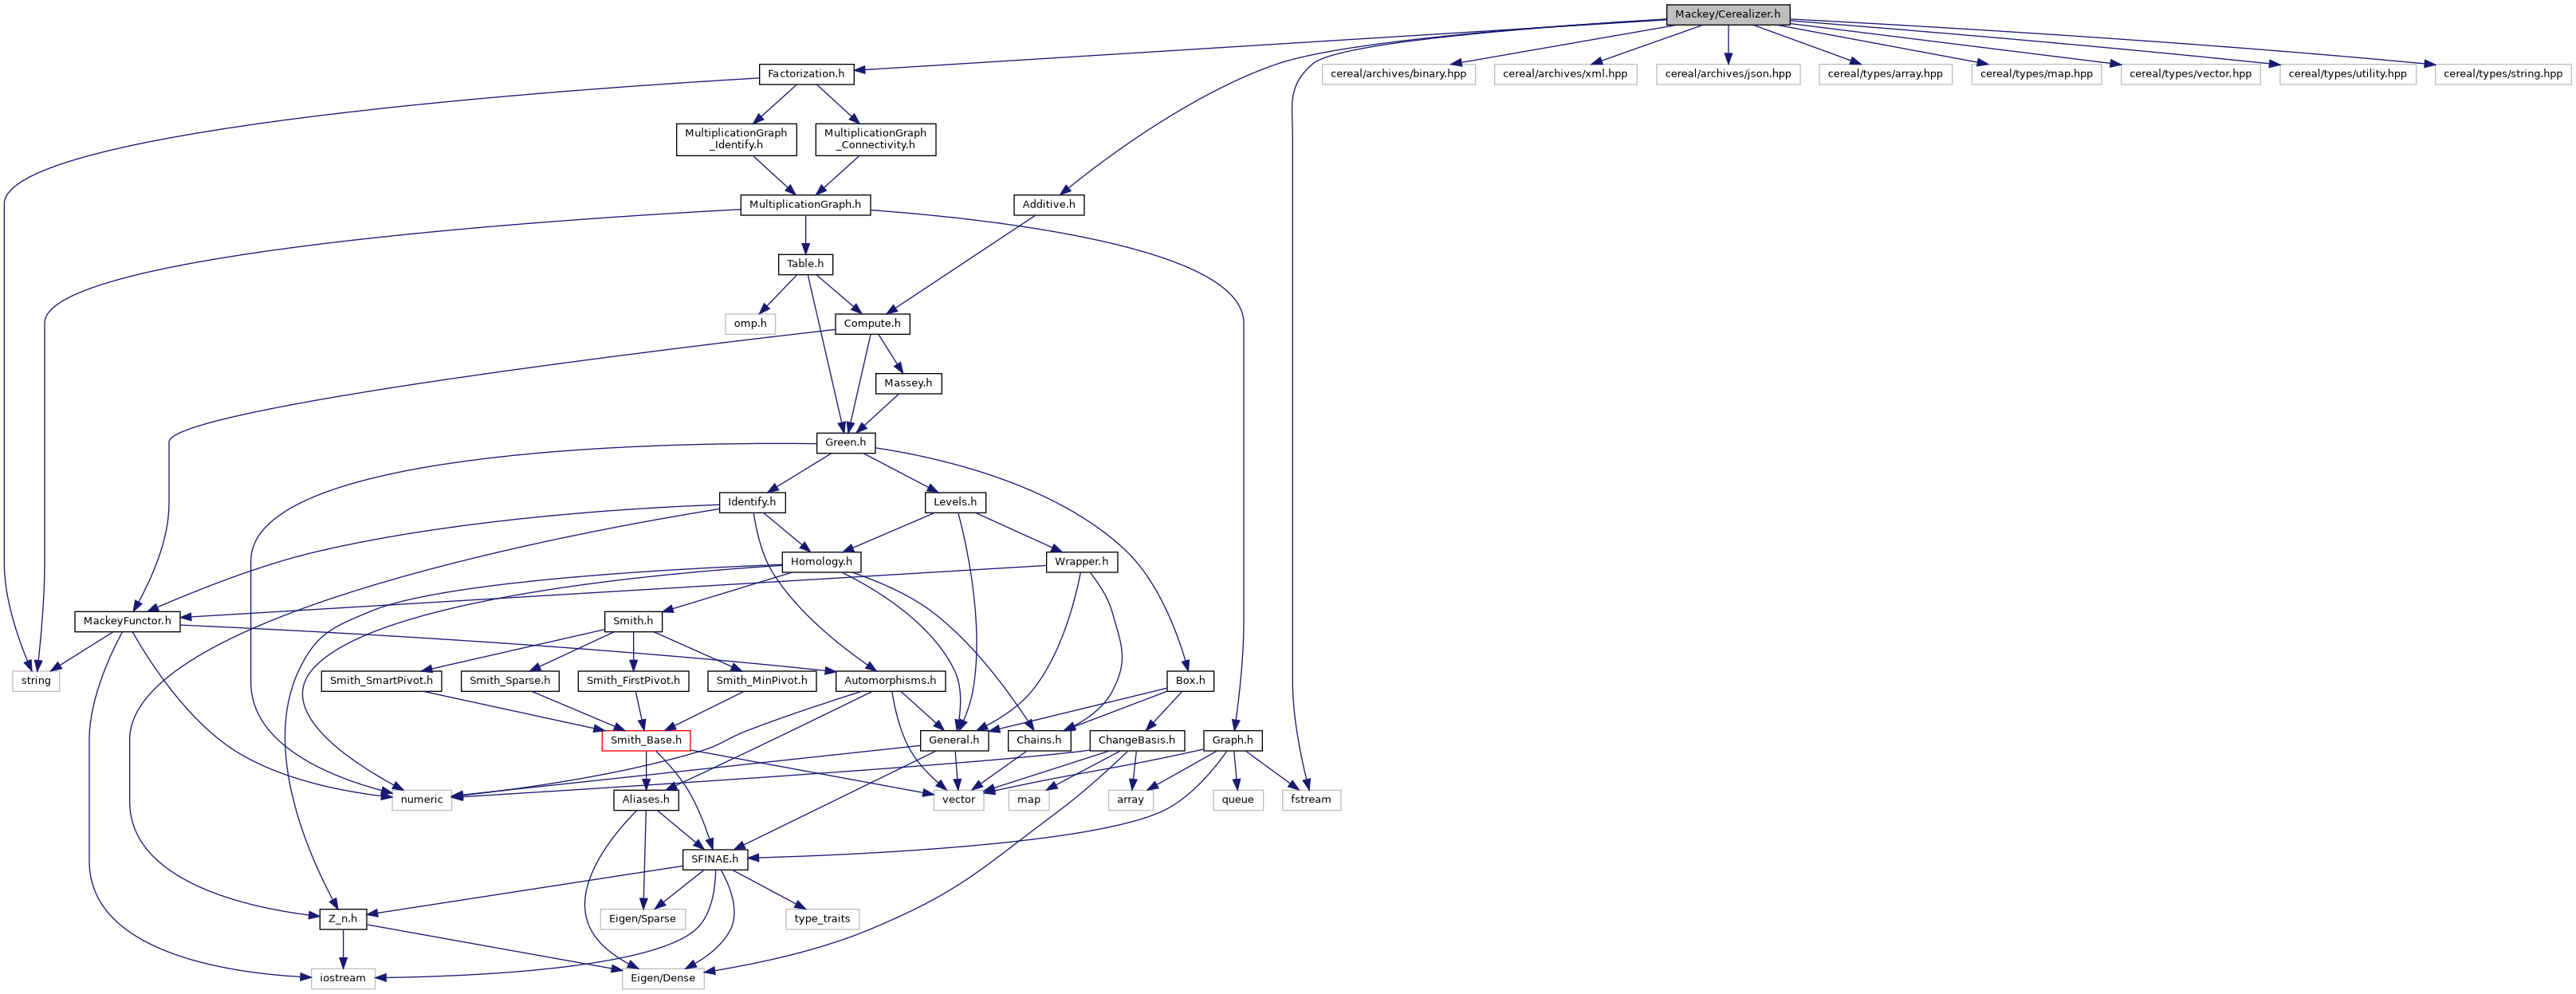 Mackey/Cerealizer.h
Factorization.h
cereal/archives/binary.hpp
cereal/archives/xml.hpp
cereal/archives/json.hpp
cereal/types/array.hpp
cereal/types/map.hpp
cereal/types/vector.hpp
cereal/types/utility.hpp
cereal/types/string.hpp
MultiplicationGraph
_Identify.h
MultiplicationGraph
_Connectivity.h
MultiplicationGraph.h
Additive.h
Table.h
omp.h
Compute.h
Massey.h
Green.h
Identify.h
Levels.h
Homology.h
Wrapper.h
MackeyFunctor.h
Smith.h
string
Smith_SmartPivot.h
Smith_Sparse.h
Smith_FirstPivot.h
Smith_MinPivot.h
Automorphisms.h
Box.h
Smith_Base.h
General.h
Chains.h
ChangeBasis.h
Graph.h
numeric
Aliases.h
vector
map
array
queue
fstream
SFINAE.h
Z_n.h
Eigen/Sparse
type_traits
iostream
Eigen/Dense